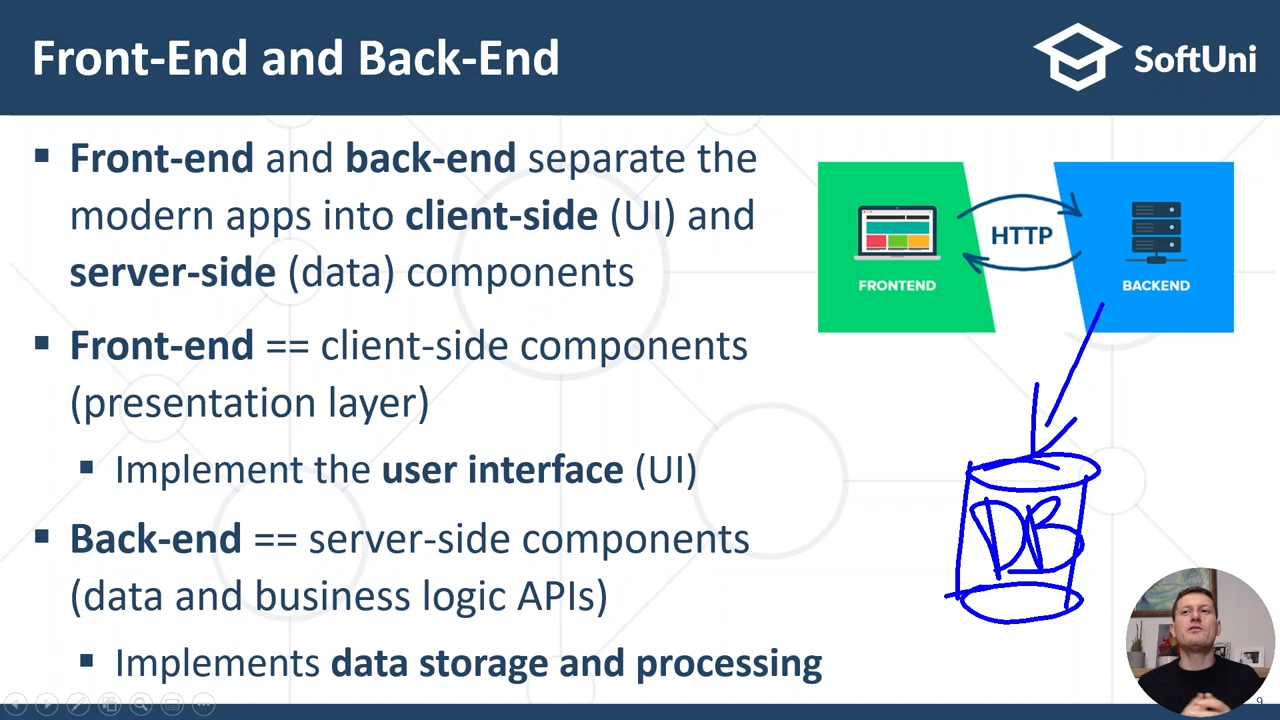 Front-End and Back-End
SoftUni
▪ Front-end and back-end separate the
modern apps into client-side (UI) and
server-side (data) components
▪ Front-end == client-side components
(presentation layer)
▪ Implement the user interface (UI)
▪ Back-end == server-side components
(data and business logic APIs)
▪ Implements data storage and processing
HTTP
FRONTEND
BACKEND
DB
9